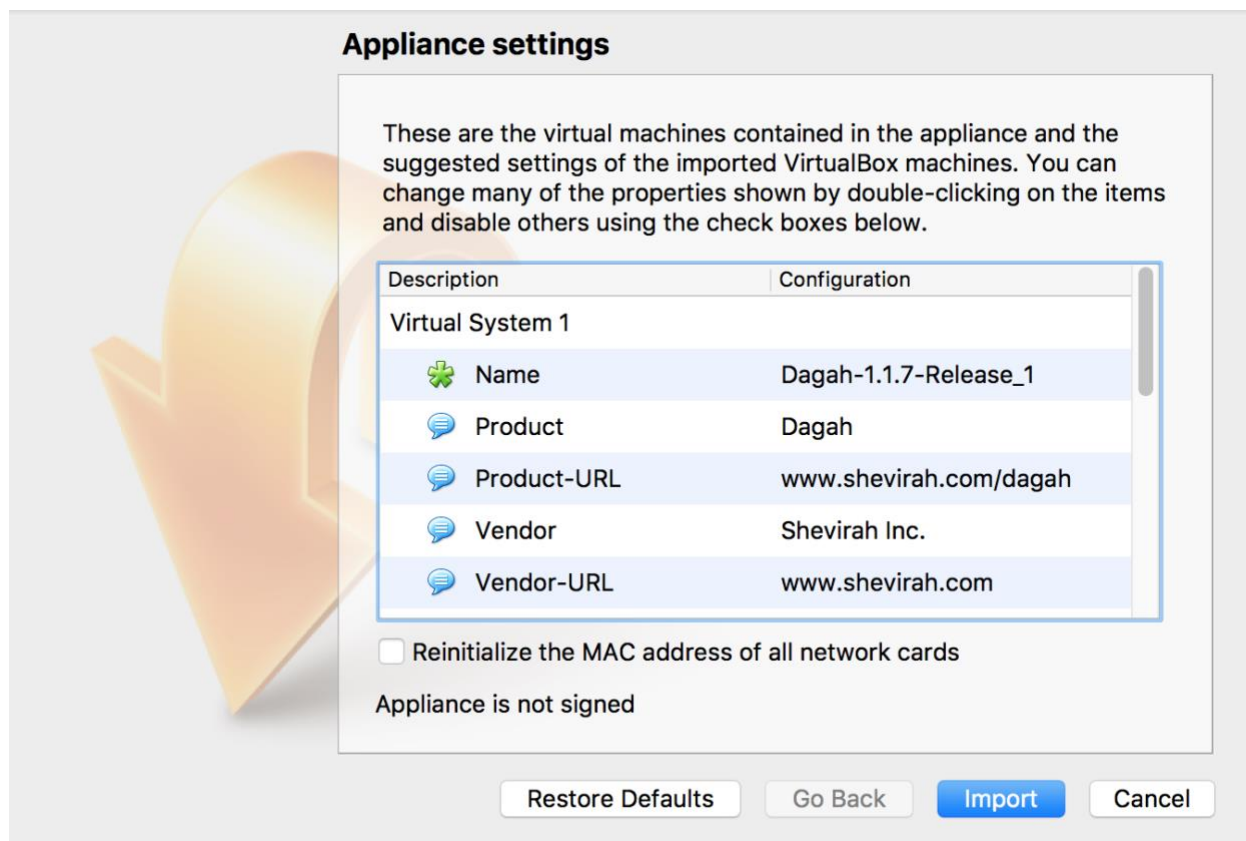 Appliance settings
These are the virtual machines contained in the appliance and the
suggested settings of the imported VirtualBox machines. You can
change many of the properties shown by double-clicking on the items
and disable others using the check boxes below.
Description Configuration
Virtual System 1
Name Dagah-1.1.7-Release_1
Product Dagah
Product-URL www.shevirah.com/dagah
Vendor Shevirah Inc.
Vendor-URL www.shevirah.com
Reinitialize the MAC address of all network cards
Appliance is not signed
Restore Defaults Go Back Import Cancel